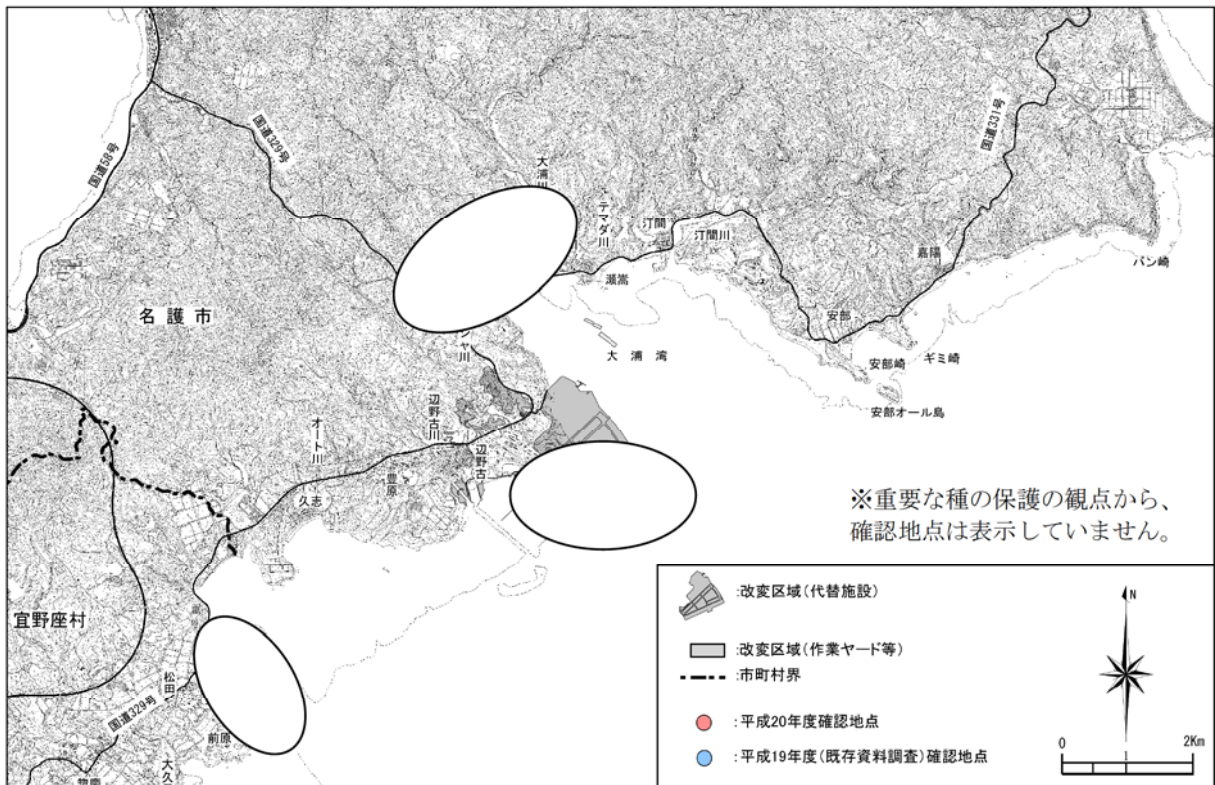 国道58号
国道329号
国道331号
大浦川
テマダ川
汀間
汀間川
瀬嵩
嘉陽
バン崎
名護市
大浦湾
安部
安部崎
ギミ崎
安部オール島
辺野古川
辺野古
オート川
久志
豊原
※重要な種の保護の観点から、
確認地点は表示していません。
宜野座村
松田
国道329号
前原
:改変区域(代替施設)
:改変区域(作業ヤード等)
:市町村界
:平成20年度確認地点
:平成19年度(既存資料調査)確認地点
N
0 1 2Km